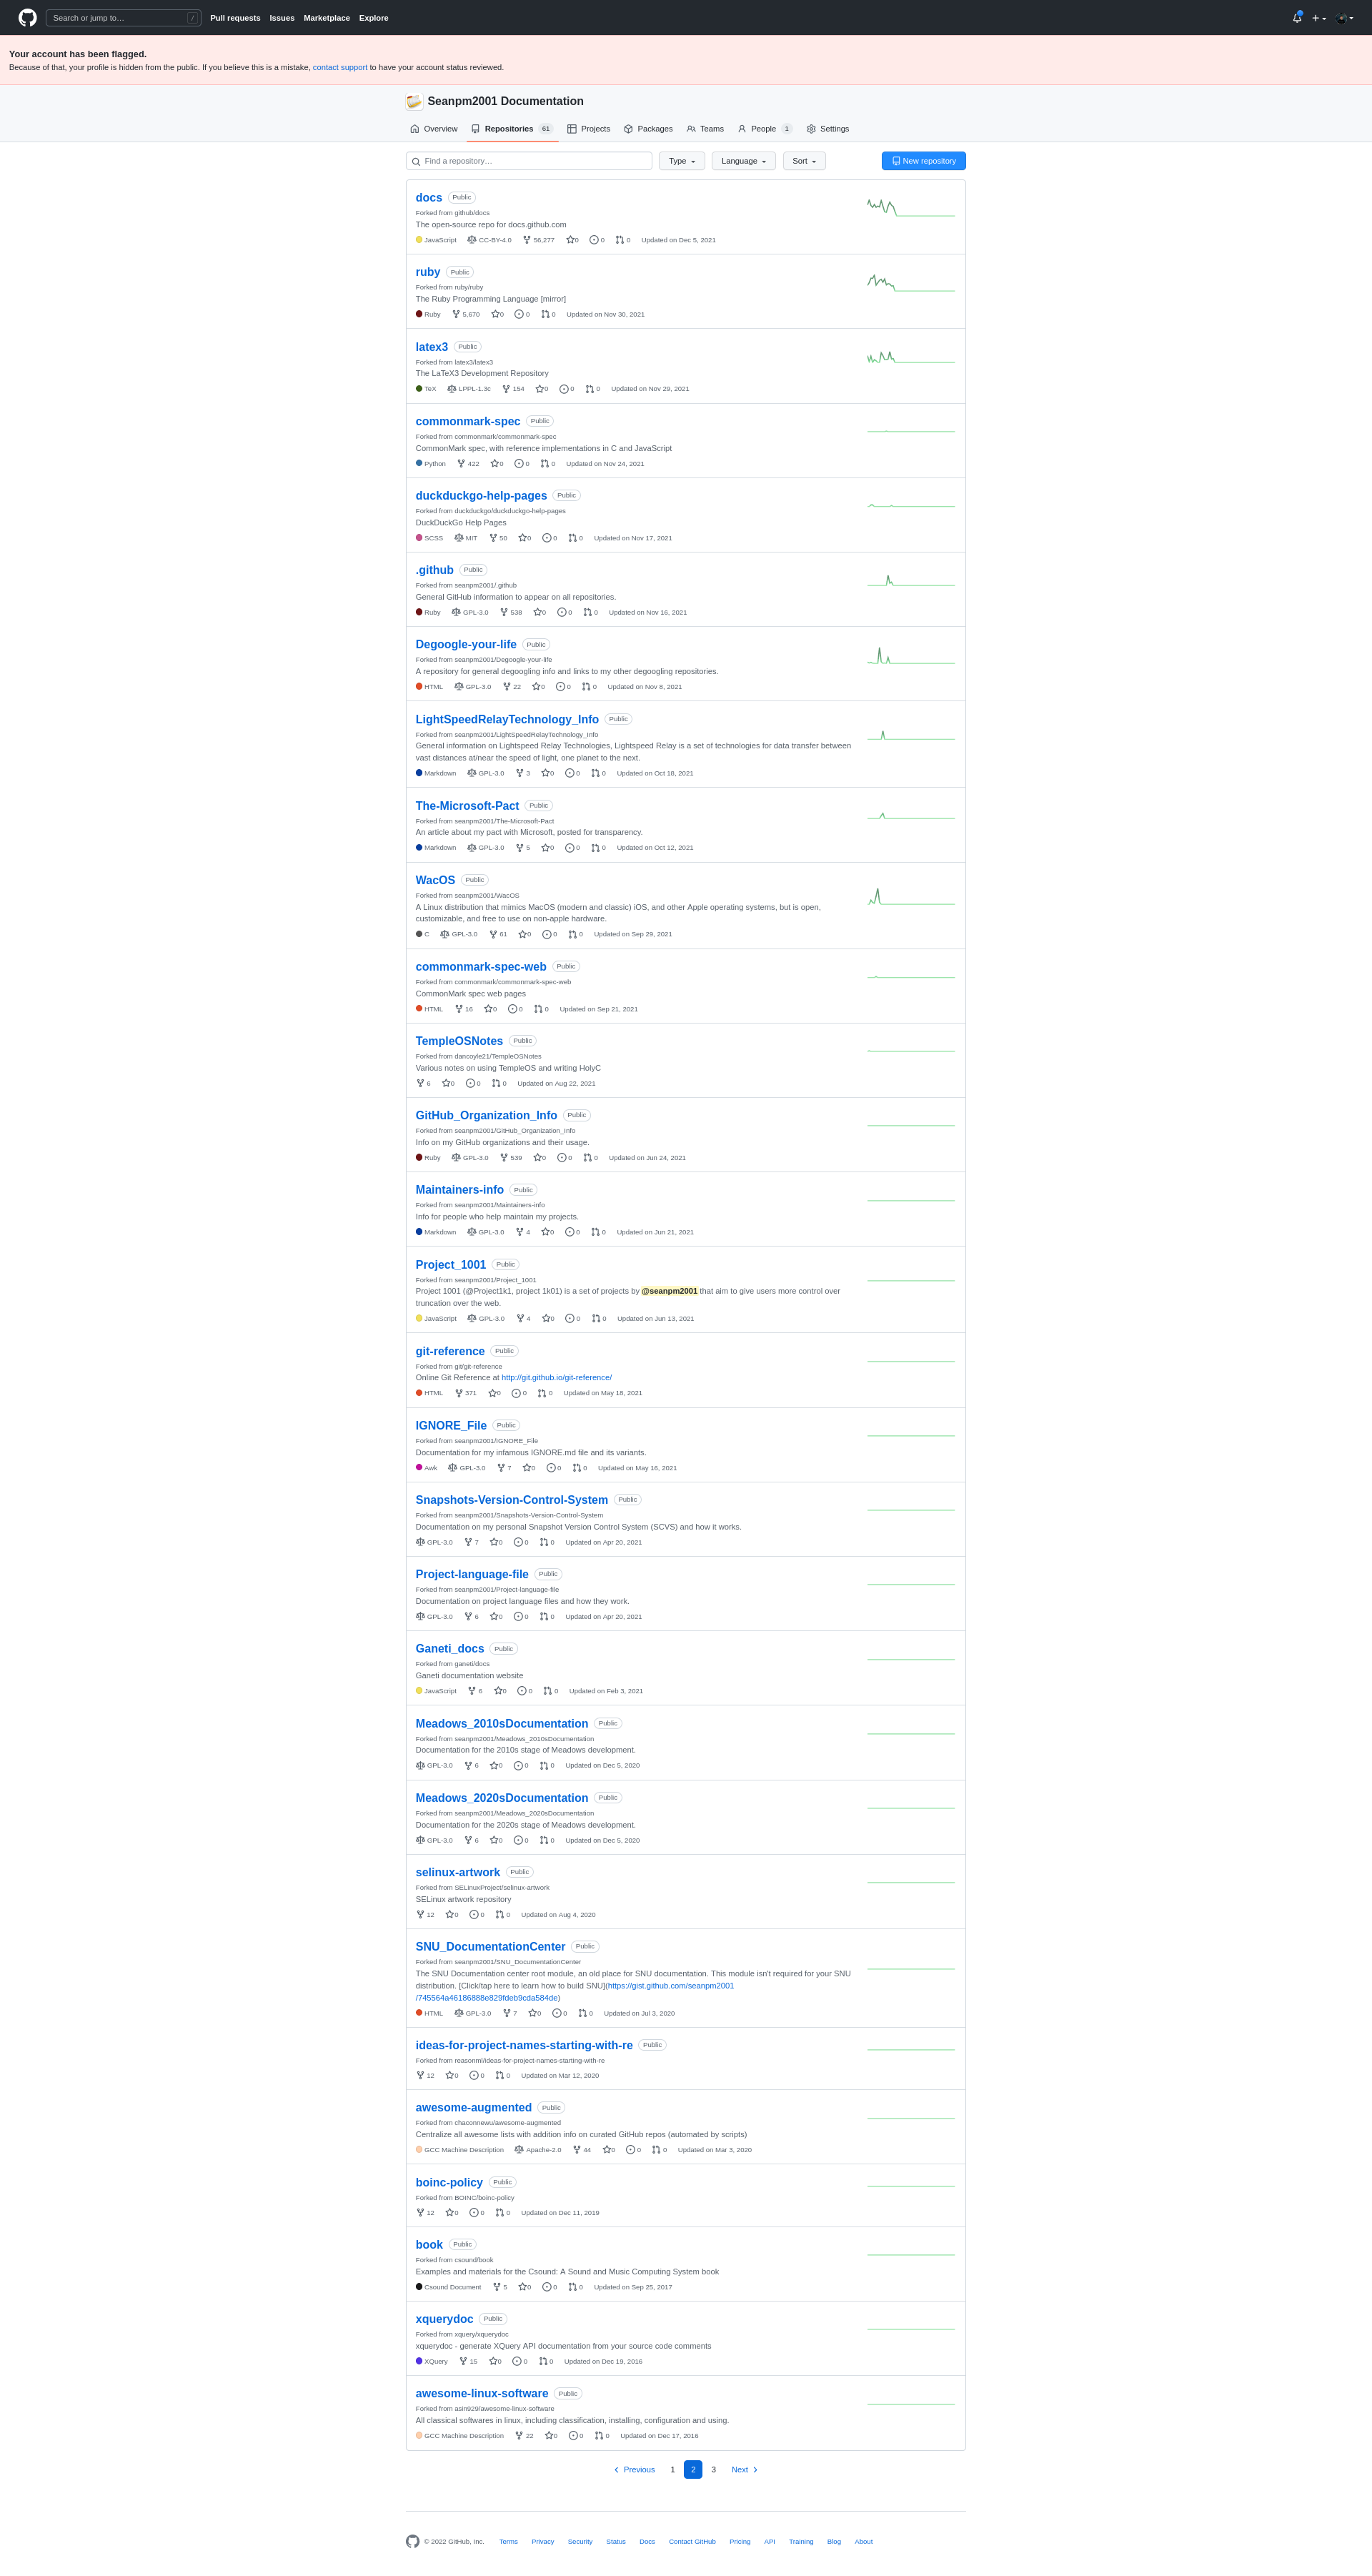 Search or jump to… /
Pull requests Issues Marketplace Explore
Your account has been flagged.
Because of that, your profile is hidden from the public. If you believe this is a mistake, contact support to have your account status reviewed.
Seanpm2001 Documentation
Overview Repositories 61 Projects Packages Teams People 1 Settings
Find a repository… Type Language Sort New repository
docs Public
Forked from github/docs
The open-source repo for docs.github.com
JavaScript CC-BY-4.0 56,277 0 0 0 Updated on Dec 5, 2021
ruby Public
Forked from ruby/ruby
The Ruby Programming Language [mirror]
Ruby 5,670 0 0 0 Updated on Nov 30, 2021
latex3 Public
Forked from latex3/latex3
The LaTeX3 Development Repository
TeX LPPL-1.3c 154 0 0 0 Updated on Nov 29, 2021
commonmark-spec Public
Forked from commonmark/commonmark-spec
CommonMark spec, with reference implementations in C and JavaScript
Python 422 0 0 0 Updated on Nov 24, 2021
duckduckgo-help-pages Public
Forked from duckduckgo/duckduckgo-help-pages
DuckDuckGo Help Pages
SCSS MIT 50 0 0 0 Updated on Nov 17, 2021
.github Public
Forked from seanpm2001/.github
General GitHub information to appear on all repositories.
Ruby GPL-3.0 538 0 0 0 Updated on Nov 16, 2021
Degoogle-your-life Public
Forked from seanpm2001/Degoogle-your-life
A repository for general degoogling info and links to my other degoogling repositories.
HTML GPL-3.0 22 0 0 0 Updated on Nov 8, 2021
LightSpeedRelayTechnology_Info Public
Forked from seanpm2001/LightSpeedRelayTechnology_Info
General information on Lightspeed Relay Technologies, Lightspeed Relay is a set of technologies for data transfer between
vast distances at/near the speed of light, one planet to the next.
Markdown GPL-3.0 3 0 0 0 Updated on Oct 18, 2021
The-Microsoft-Pact Public
Forked from seanpm2001/The-Microsoft-Pact
An article about my pact with Microsoft, posted for transparency.
Markdown GPL-3.0 5 0 0 0 Updated on Oct 12, 2021
WacOS Public
Forked from seanpm2001/WacOS
A Linux distribution that mimics MacOS (modern and classic) iOS, and other Apple operating systems, but is open,
customizable, and free to use on non-apple hardware.
C GPL-3.0 61 0 0 0 Updated on Sep 29, 2021
commonmark-spec-web Public
Forked from commonmark/commonmark-spec-web
CommonMark spec web pages
HTML 16 0 0 0 Updated on Sep 21, 2021
TempleOSNotes Public
Forked from dancoyle21/TempleOSNotes
Various notes on using TempleOS and writing HolyC
6 0 0 0 Updated on Aug 22, 2021
GitHub_Organization_Info Public
Forked from seanpm2001/GitHub_Organization_Info
Info on my GitHub organizations and their usage.
Ruby GPL-3.0 539 0 0 0 Updated on Jun 24, 2021
Maintainers-info Public
Forked from seanpm2001/Maintainers-info
Info for people who help maintain my projects.
Markdown GPL-3.0 4 0 0 0 Updated on Jun 21, 2021
Project_1001 Public
Forked from seanpm2001/Project_1001
Project 1001 (@Project1k1, project 1k01) is a set of projects by @seanpm2001 that aim to give users more control over
truncation over the web.
JavaScript GPL-3.0 4 0 0 0 Updated on Jun 13, 2021
git-reference Public
Forked from git/git-reference
Online Git Reference at http://git.github.io/git-reference/
HTML 371 0 0 0 Updated on May 18, 2021
IGNORE_File Public
Forked from seanpm2001/IGNORE_File
Documentation for my infamous IGNORE.md file and its variants.
Awk GPL-3.0 7 0 0 0 Updated on May 16, 2021
Snapshots-Version-Control-System Public
Forked from seanpm2001/Snapshots-Version-Control-System
Documentation on my personal Snapshot Version Control System (SCVS) and how it works.
GPL-3.0 7 0 0 0 Updated on Apr 20, 2021
Project-language-file Public
Forked from seanpm2001/Project-language-file
Documentation on project language files and how they work.
GPL-3.0 6 0 0 0 Updated on Apr 20, 2021
Ganeti_docs Public
Forked from ganeti/docs
Ganeti documentation website
JavaScript 6 0 0 0 Updated on Feb 3, 2021
Meadows_2010sDocumentation Public
Forked from seanpm2001/Meadows_2010sDocumentation
Documentation for the 2010s stage of Meadows development.
GPL-3.0 6 0 0 0 Updated on Dec 5, 2020
Meadows_2020sDocumentation Public
Forked from seanpm2001/Meadows_2020sDocumentation
Documentation for the 2020s stage of Meadows development.
GPL-3.0 6 0 0 0 Updated on Dec 5, 2020
selinux-artwork Public
Forked from SELinuxProject/selinux-artwork
SELinux artwork repository
12 0 0 0 Updated on Aug 4, 2020
SNU_DocumentationCenter Public
Forked from seanpm2001/SNU_DocumentationCenter
The SNU Documentation center root module, an old place for SNU documentation. This module isn't required for your SNU
distribution. [Click/tap here to learn how to build SNU](https://gist.github.com/seanpm2001
/745564a46186888e829fdeb9cda584de)
HTML GPL-3.0 7 0 0 0 Updated on Jul 3, 2020
ideas-for-project-names-starting-with-re Public
Forked from reasonml/ideas-for-project-names-starting-with-re
12 0 0 0 Updated on Mar 12, 2020
awesome-augmented Public
Forked from chaconnewu/awesome-augmented
Centralize all awesome lists with addition info on curated GitHub repos (automated by scripts)
GCC Machine Description Apache-2.0 44 0 0 0 Updated on Mar 3, 2020
boinc-policy Public
Forked from BOINC/boinc-policy
12 0 0 0 Updated on Dec 11, 2019
book Public
Forked from csound/book
Examples and materials for the Csound: A Sound and Music Computing System book
Csound Document 5 0 0 0 Updated on Sep 25, 2017
xquerydoc Public
Forked from xquery/xquerydoc
xquerydoc - generate XQuery API documentation from your source code comments
XQuery 15 0 0 0 Updated on Dec 19, 2016
awesome-linux-software Public
Forked from asin929/awesome-linux-software
All classical softwares in linux, including classification, installing, configuration and using.
GCC Machine Description 22 0 0 0 Updated on Dec 17, 2016
Previous 1 2 3 Next
© 2022 GitHub, Inc. Terms Privacy Security Status Docs Contact GitHub Pricing API Training Blog About